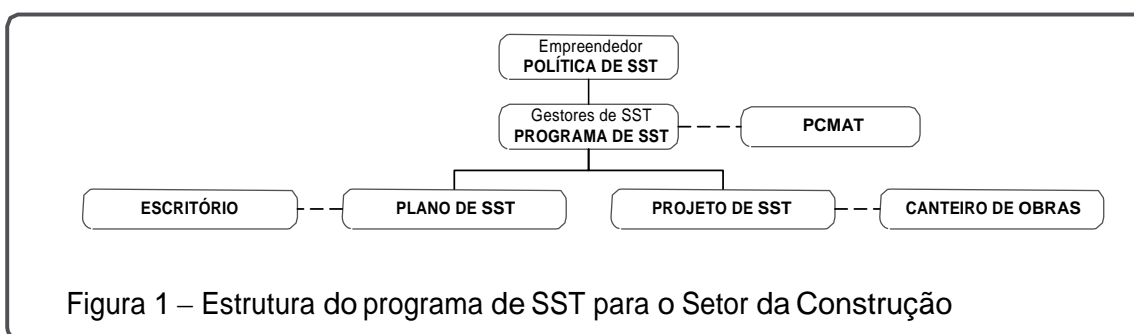 Empreendedor
POLÍTICA DE SST
Gestores de SST
PROGRAMA DE SST
PCMAT
ESCRITÓRIO
PLANO DE SST
PROJETO DE SST
CANTEIRO DE OBRAS
Figura 1 – Estrutura do programa de SST para o Setor da Construção